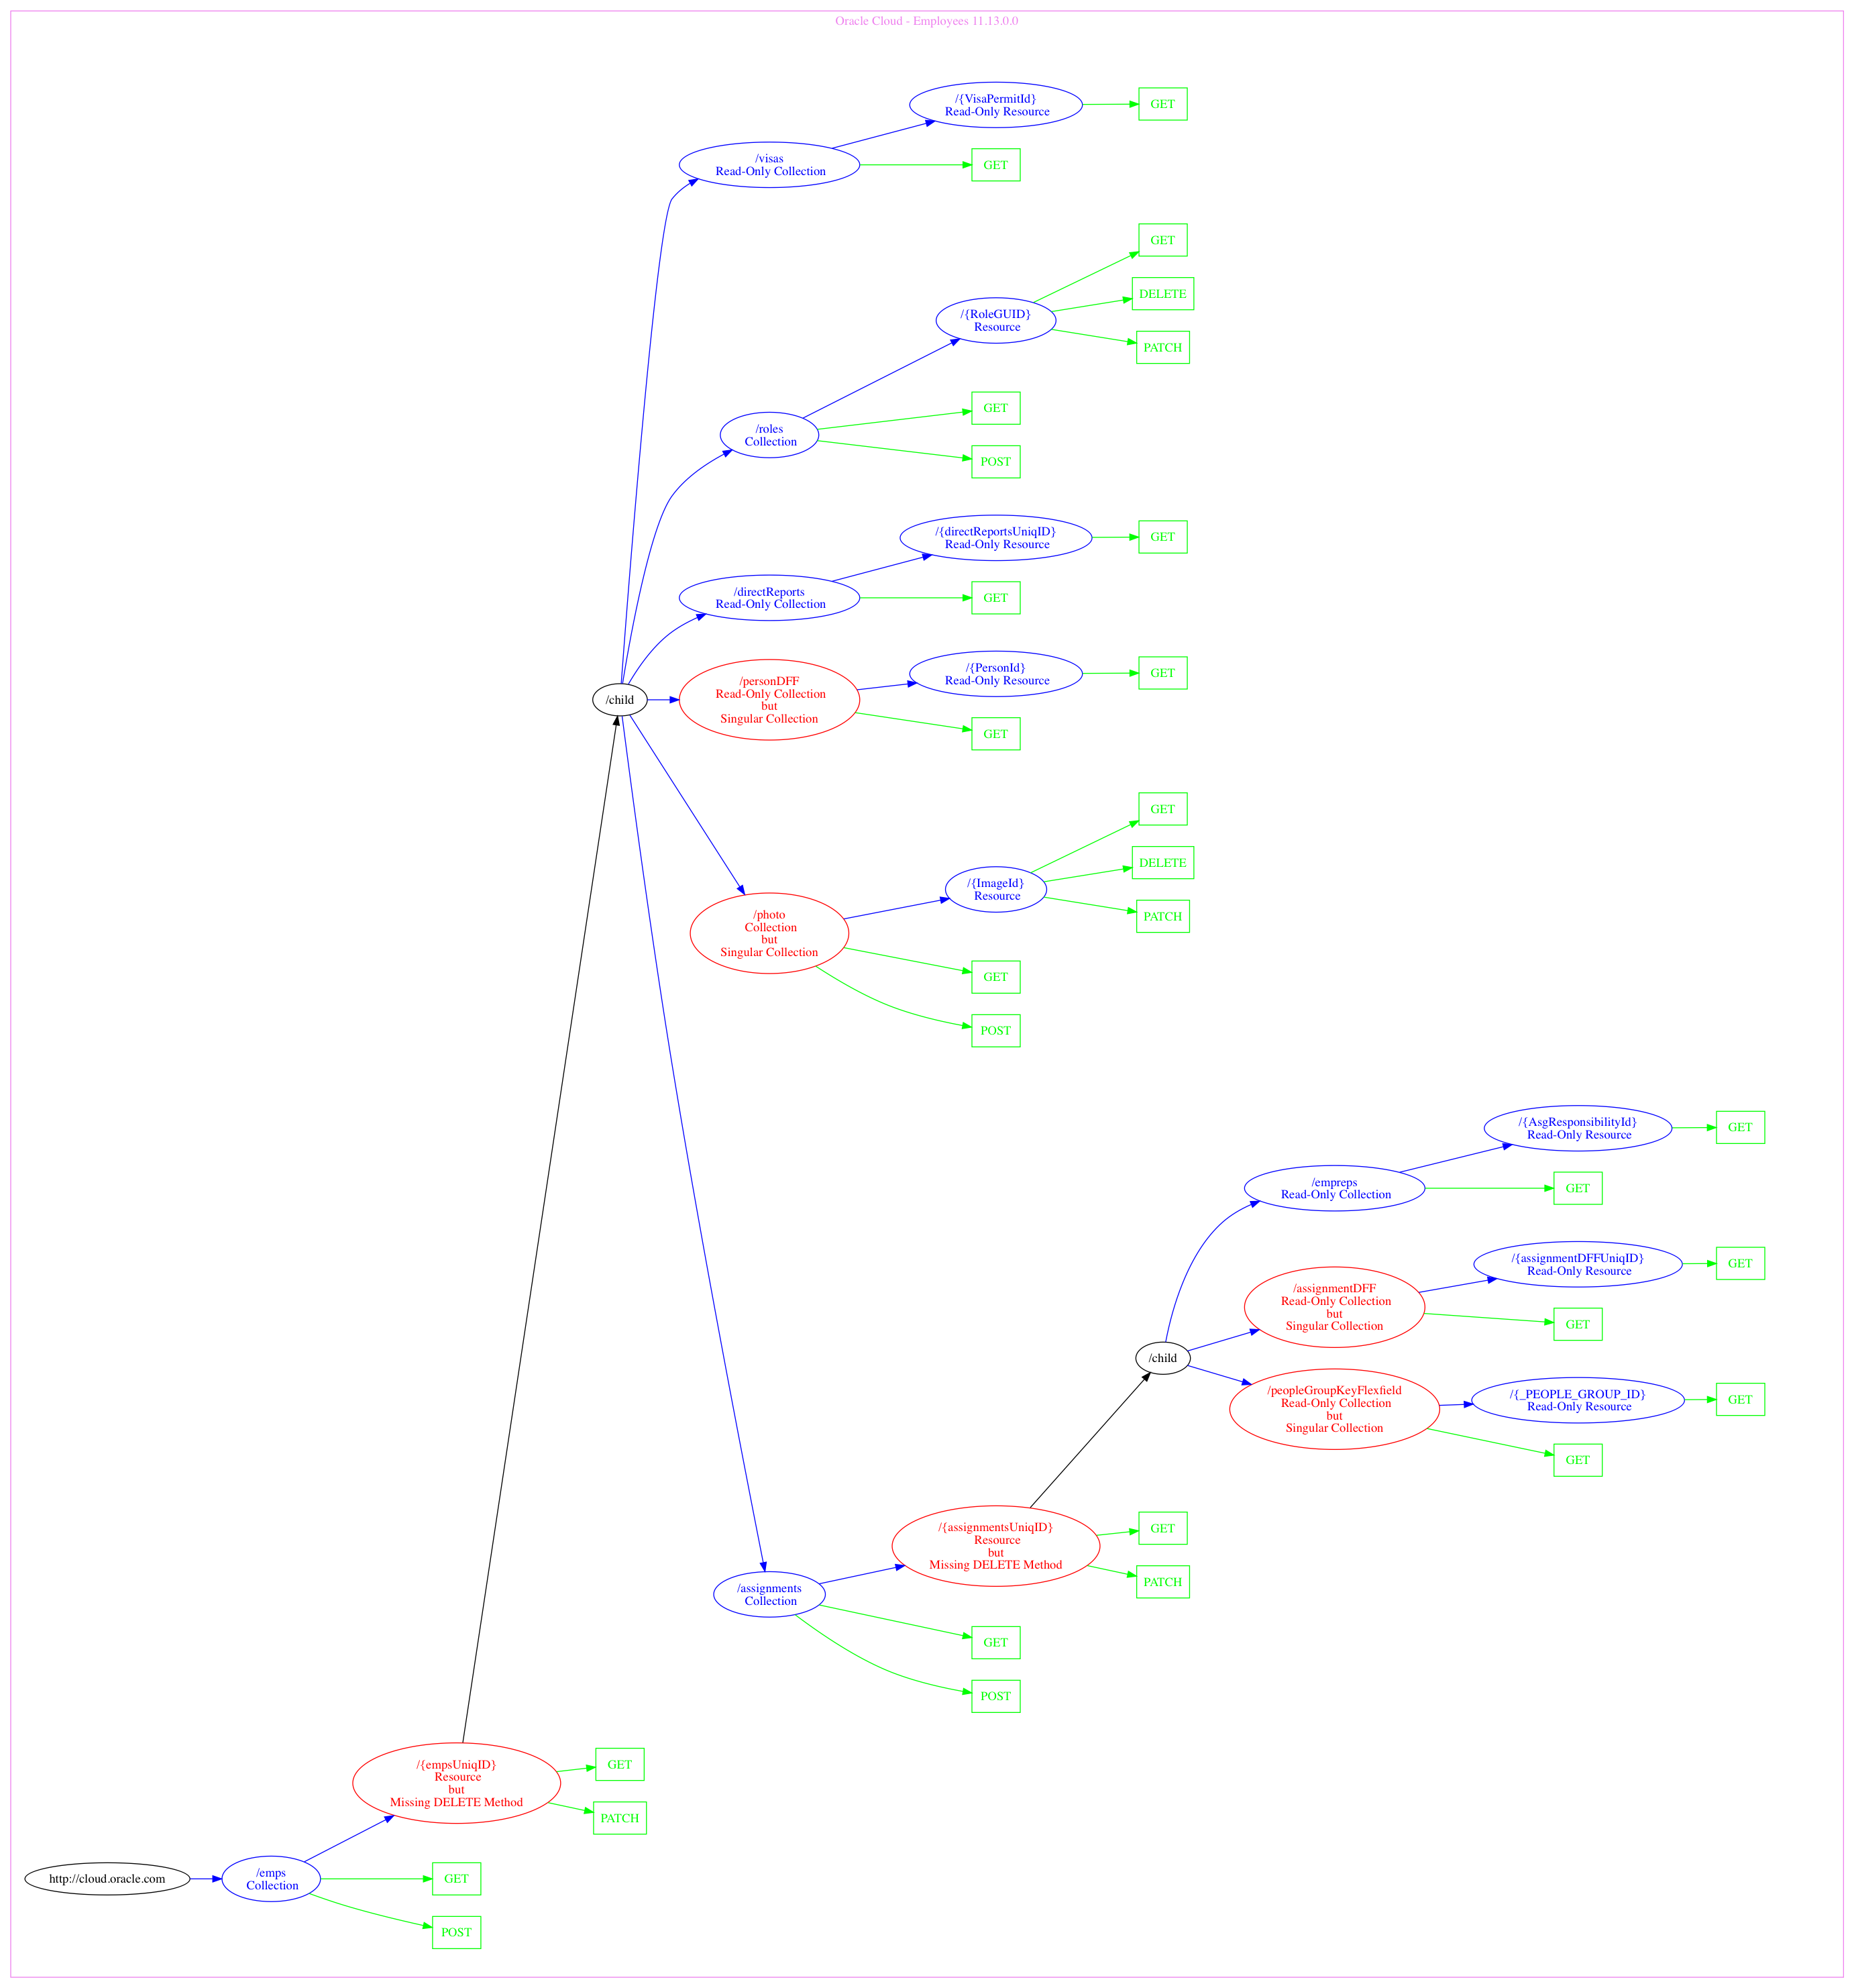 Oracle Cloud - Employees 11.13.0.0
/{VisaPermitId}
Read-Only Resource
GET
/visas
Read-Only Collection
GET
GET
DELETE
/{RoleGUID}
Resource
PATCH
GET
/roles
Collection
POST
/{directReportsUniqID}
Read-Only Resource
GET
/directReports
Read-Only Collection
GET
/child
/personDFF
Read-Only Collection
but
Singular Collection
/{PersonId}
Read-Only Resource
GET
GET
GET
DELETE
/{ImageId}
Resource
PATCH
/photo
Collection
but
Singular Collection
GET
POST
/{AsgResponsibilityId}
Read-Only Resource
GET
/empreps
Read-Only Collection
GET
/{assignmentDFFUniqID}
Read-Only Resource
GET
/assignmentDFF
Read-Only Collection
but
Singular Collection
GET
/child
/peopleGroupKeyFlexfield
Read-Only Collection
but
Singular Collection
/{_PEOPLE_GROUP_ID}
Read-Only Resource
GET
GET
/{assignmentsUniqID}
Resource
but
Missing DELETE Method
GET
PATCH
/assignments
Collection
GET
POST
/{empsUniqID}
Resource
but
Missing DELETE Method
GET
PATCH
http://cloud.oracle.com
/emps
Collection
GET
POST